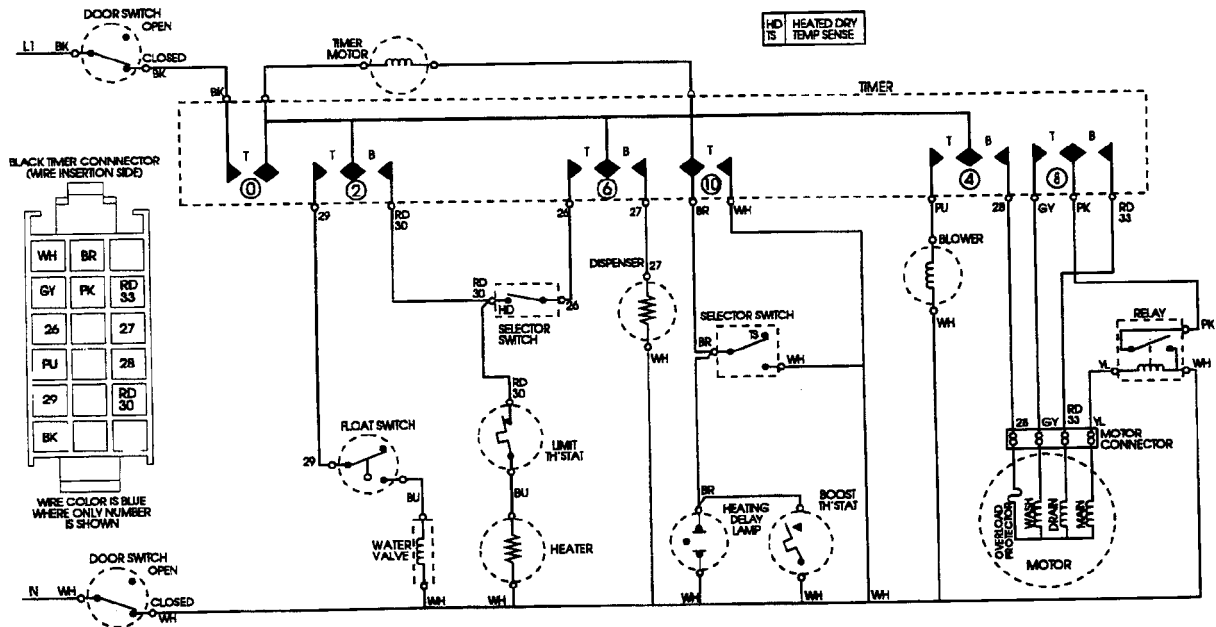 DOOR SWITCH
OPEN
L1 BK
CLOSED
BK
TIMER
MOTOR
HD HEATED DRY
TS TEMP SENSE
BK
TIMER
BLACK TIMER CONNNECTOR
(WIRE INSERTION SIDE)
T
0
T B
2
T B
6
T
10
T B
4
T B
8
29
RD
30
26
27
BR
WH
PU
28
GY
PK
RD
33
WH BR
GY PK RD
33
26 27
PU 28
29 RD
30
BK
WIRE COLOR IS BLUE
WHERE ONLY NUMBER
IS SHOWN
RD
30
HD
26
SELECTOR
SWITCH
DISPENSER
27
WH
SELECTOR SWITCH
BR
TS
WH
BLOWER
WH
RELAY
PK
YL
WH
RD
30
LIMIT
TH'STAT
BU
HEATER
WH
FLOAT SWITCH
29
BU
WATER
VALVE
WH
BR
HEATING
DELAY
LAMP
BOOST
TH'STAT
WH
WH
WH
28 GY RD
33 YL
MOTOR
CONNECTOR
OVERLOAD
PROTECTOR
WASH
DRAIN
MAIN
MOTOR
DOOR SWITCH
OPEN
N WH
CLOSED
WH